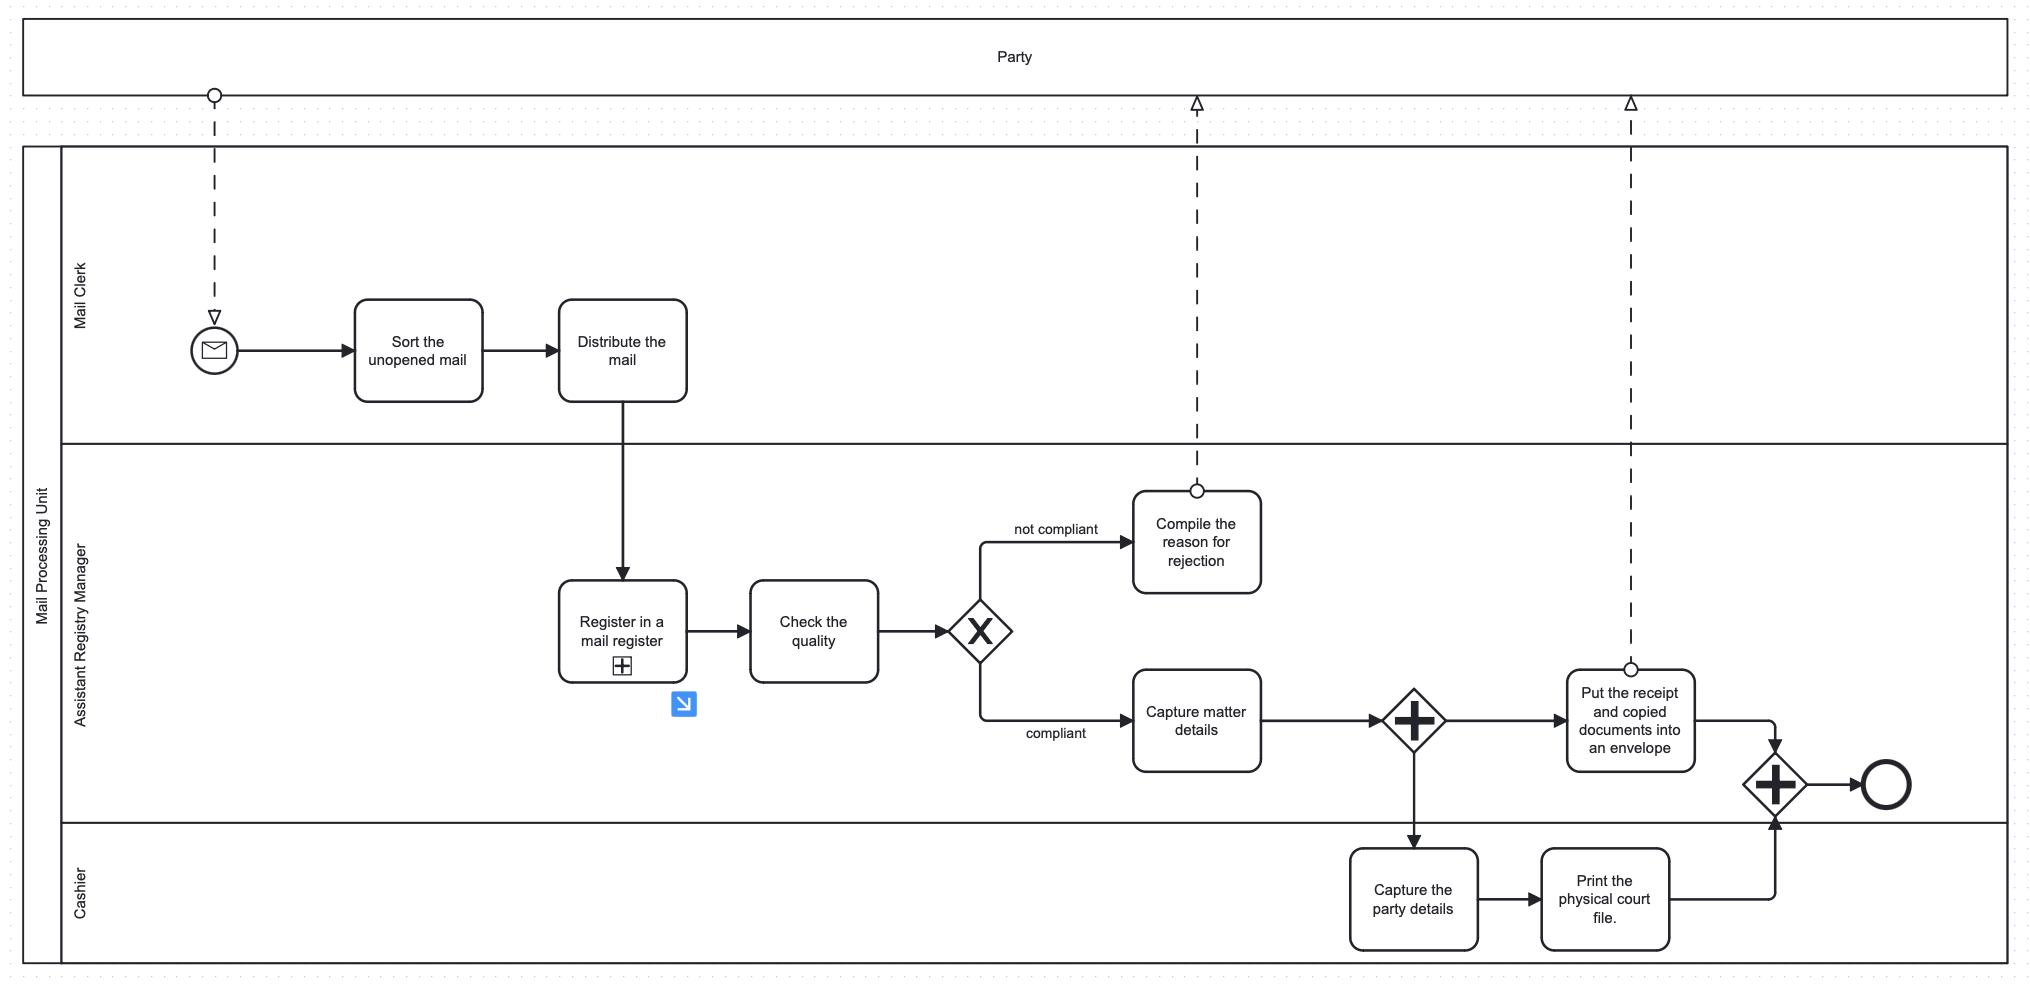 Party
Mail Processing Unit
Mail Clerk
Sort the
unopened mail
Distribute the
mail
Assistant Registry Manager
Register in a
mail register
Check the
quality
not compliant
Compile the
reason for
rejection
compliant
Capture matter
details
Put the receipt
and copied
documents into
an envelope
Cashier
Capture the
party details
Print the
physical court
file.